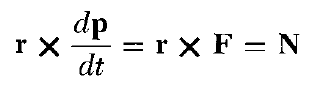 r × dp/dt = r × F = N